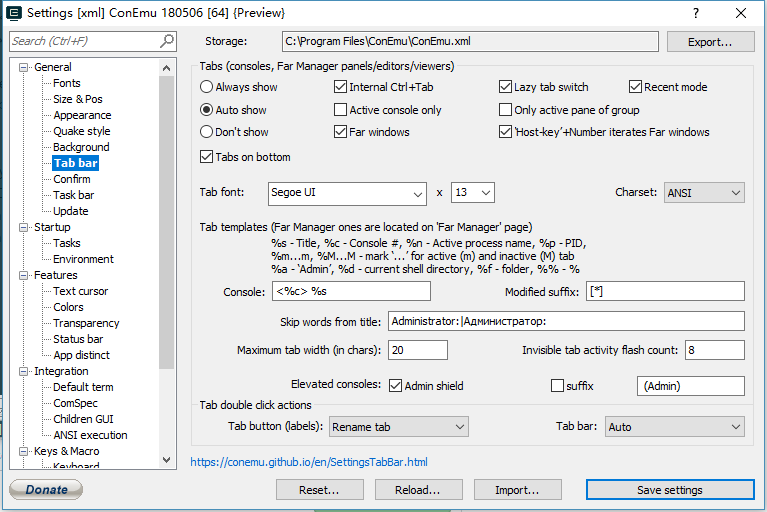 Settings [xml] ConEmu 180506 [64] {Preview}
Search (Ctrl+F)
Storage:
C:\Program Files\ConEmu\ConEmu.xml
Export...
General
Fonts
Size & Pos
Appearance
Quake style
Background
Tab bar
Confirm
Task bar
Update
Startup
Tasks
Environment
Features
Text cursor
Colors
Transparency
Status bar
App distinct
Integration
Default term
ComSpec
Children GUI
ANSI execution
Keys & Macro
Keyboard
Tabs (consoles, Far Manager panels/editors/viewers)
Always show
Internal Ctrl+Tab
Lazy tab switch
Recent mode
Auto show
Active console only
Only active pane of group
Don't show
Far windows
'Host-key'+Number iterates Far windows
Tabs on bottom
Tab font:
Segoe UI
x
13
Charset:
ANSI
Tab templates (Far Manager ones are located on 'Far Manager' page)
%s - Title, %c - Console #, %n - Active process name, %p - PID,
%m...m, %M...M - mark '...' for active (m) and inactive (M) tab
%a - 'Admin', %d - current shell directory, %f - folder, %% - %
Console:
<%c> %s
Modified suffix:
[*]
Skip words from title:
Administrator:|Администратор:
Maximum tab width (in chars):
20
Invisible tab activity flash count:
8
Elevated consoles:
Admin shield
suffix
(Admin)
Tab double click actions
Tab button (labels):
Rename tab
Tab bar:
Auto
https://conemu.github.io/en/SettingsTabBar.html
Donate
Reset...
Reload...
Import...
Save settings